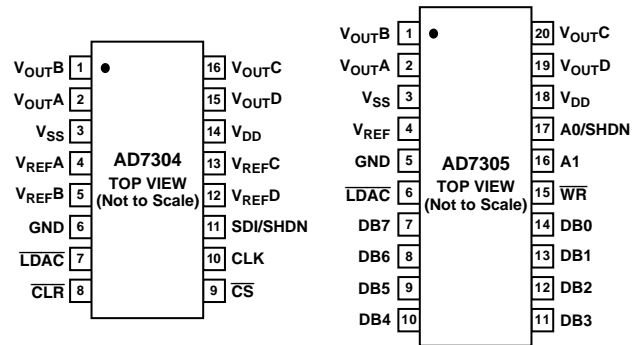 VOUTB 1 16 VOUTC
VOUTA 2 15 VOUTD
VSS 3 14 VDD
VREFA 4 13 VREFC
VREFB 5 12 VREFD
GND 6 11 SDI/SHDN
LDAC 7 10 CLK
CLR 8 9 CS
AD7304
TOP VIEW
(Not to Scale)
VOUTB 1 20 VOUTC
VOUTA 2 19 VOUTD
VSS 3 18 VDD
VREF 4 17 A0/SHDN
GND 5 16 A1
LDAC 6 15 WR
DB7 7 14 DB0
DB6 8 13 DB1
DB5 9 12 DB2
DB4 10 11 DB3
AD7305
TOP VIEW
(Not to Scale)